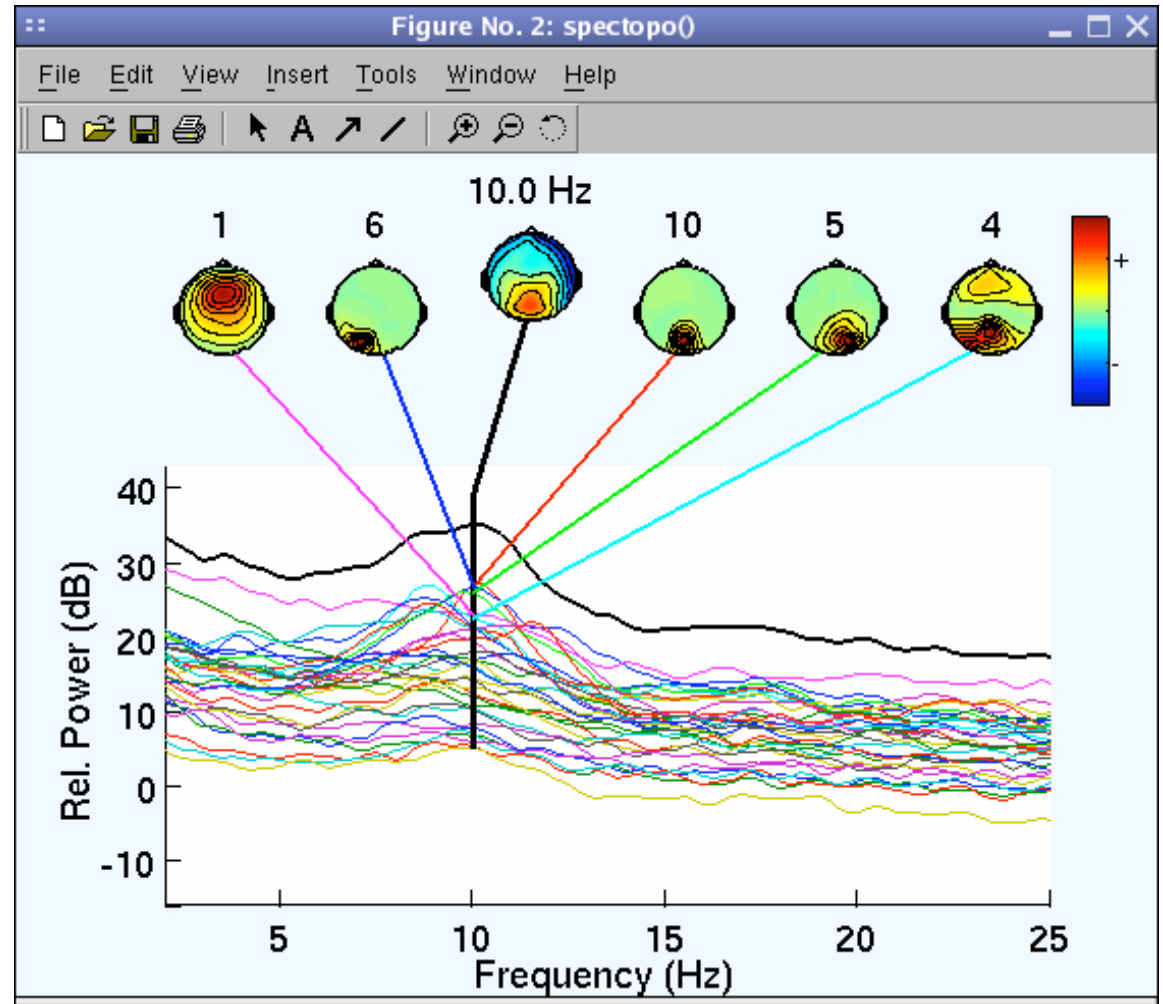 Figure No. 2: spectopo()
File Edit View Insert Tools Window Help
A
10.0 Hz
1 6 10 5 4
+
-
40
30
20
10
0
-10
Rel. Power (dB)
5 10 15 20 25
Frequency (Hz)